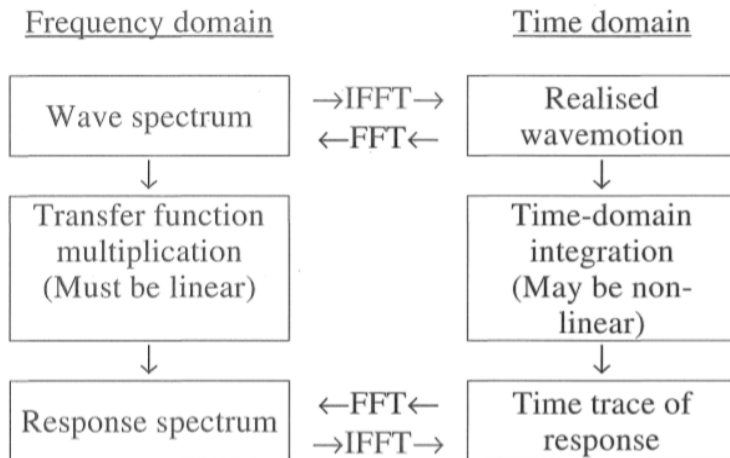 Frequency domain
Time domain
Wave spectrum
→IFFT→
←FFT←
Realised
wavemotion
↓
↓
Transfer function
multiplication
(Must be linear)
Time-domain
integration
(May be non-
linear)
↓
↓
Response spectrum
←FFT←
→IFFT→
Time trace of
response